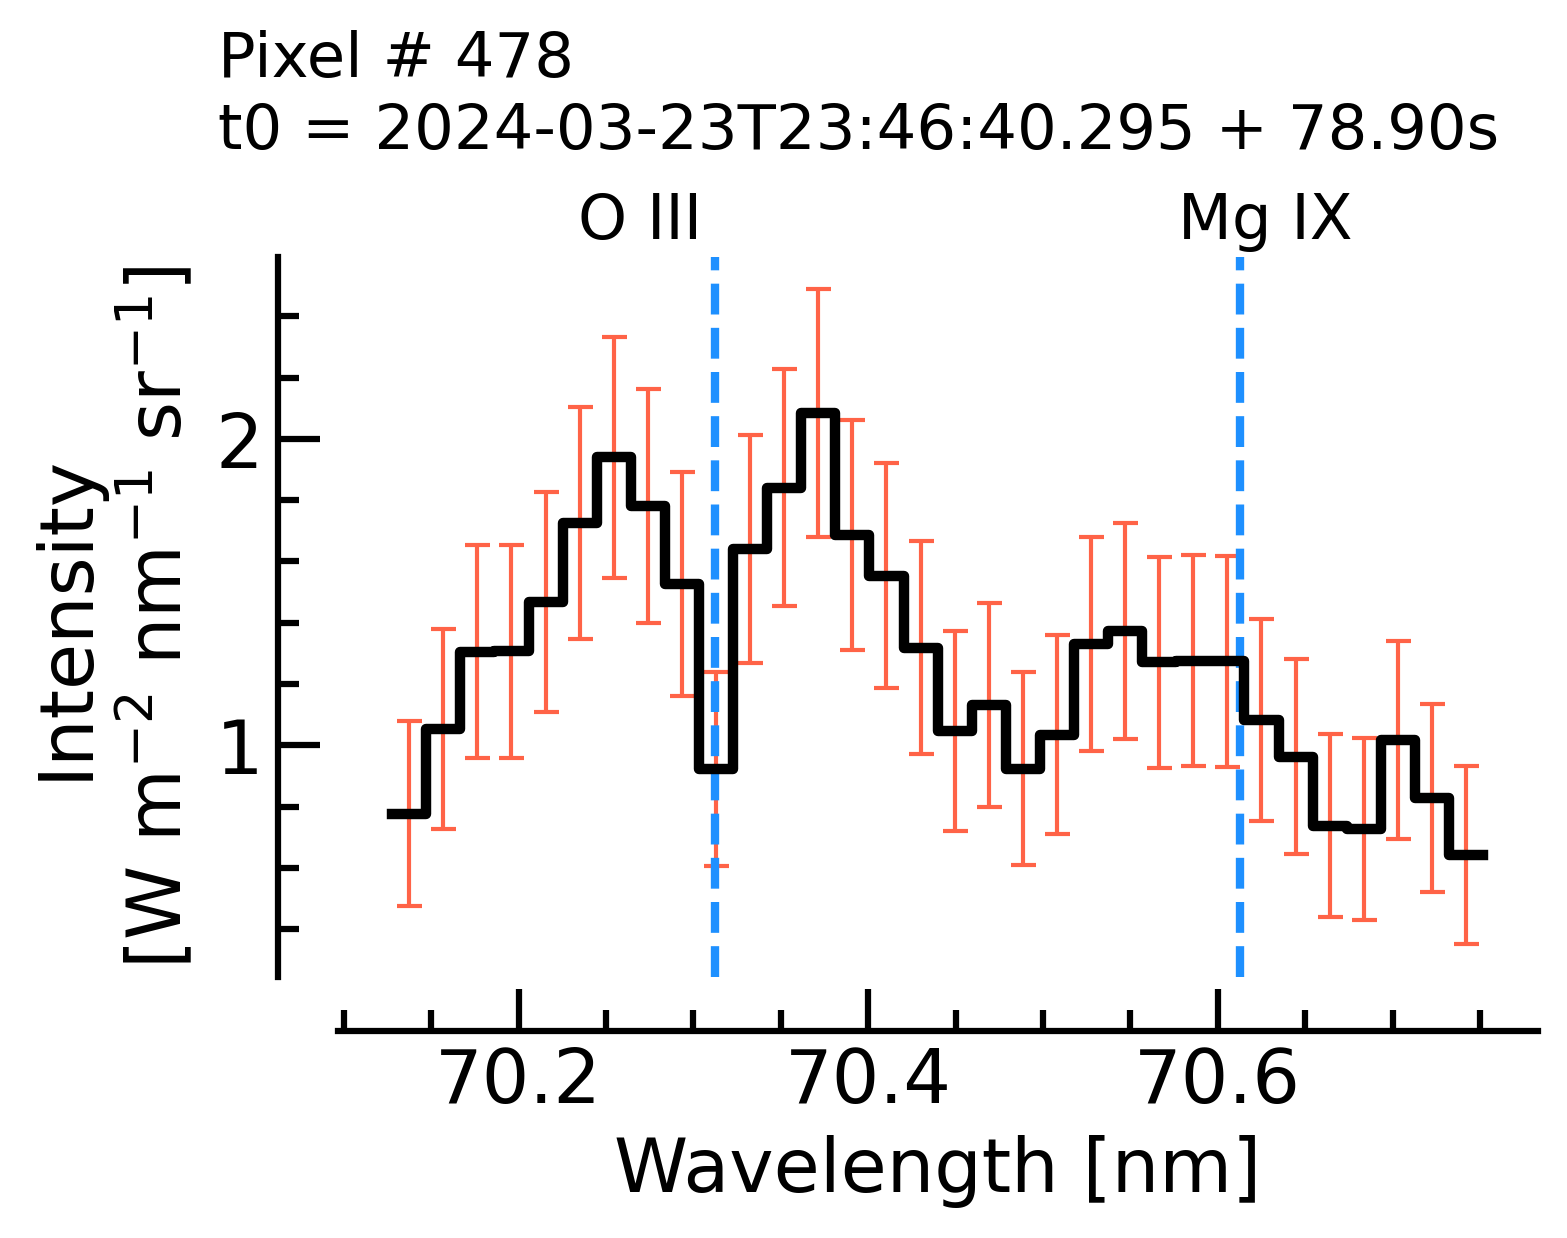 Pixel # 478
t0 = 2024-03-23T23:46:40.295 + 78.90s
O III
Mg IX
Intensity
[W m⁻² nm⁻¹ sr⁻¹]
2
1
70.2
70.4
70.6
Wavelength [nm]